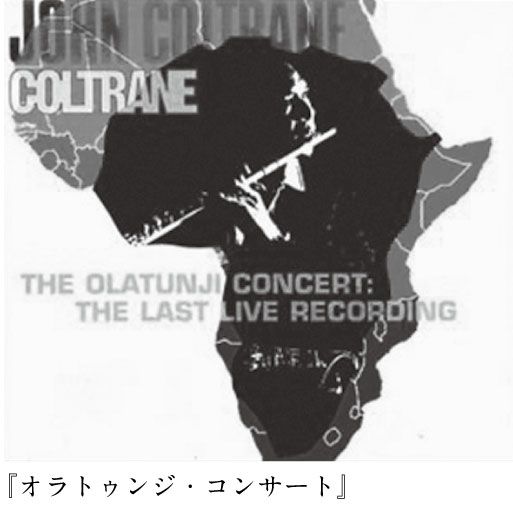 JOHN COLTRANE
COLTRANE
THE OLATUNJI CONCERT:
THE LAST LIVE RECORDING
『オラトゥンジ・コンサート』